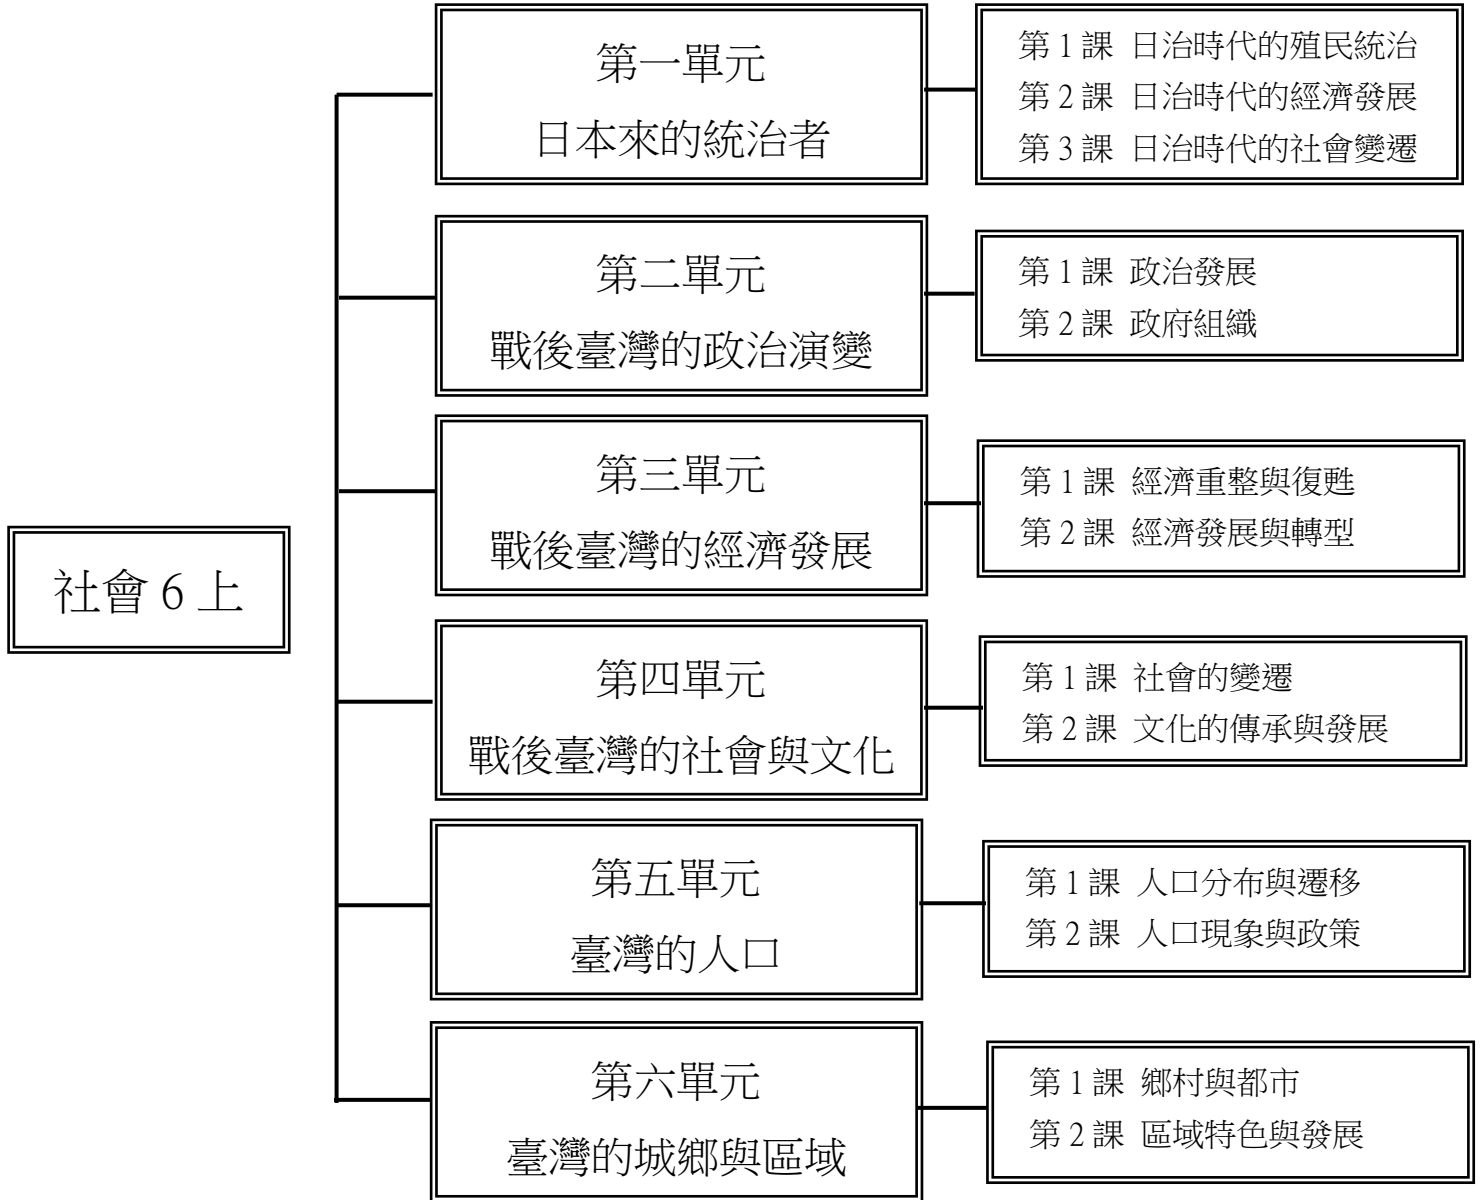 社會6上
第一單元
日本來的統治者
第1課 日治時代的殖民統治
第2課 日治時代的經濟發展
第3課 日治時代的社會變遷
第二單元
戰後臺灣的政治演變
第1課 政治發展
第2課 政府組織
第三單元
戰後臺灣的經濟發展
第1課 經濟重整與復甦
第2課 經濟發展與轉型
第四單元
戰後臺灣的社會與文化
第1課 社會的變遷
第2課 文化的傳承與發展
第五單元
臺灣的人口
第1課 人口分布與遷移
第2課 人口現象與政策
第六單元
臺灣的城鄉與區域
第1課 鄉村與都市
第2課 區域特色與發展